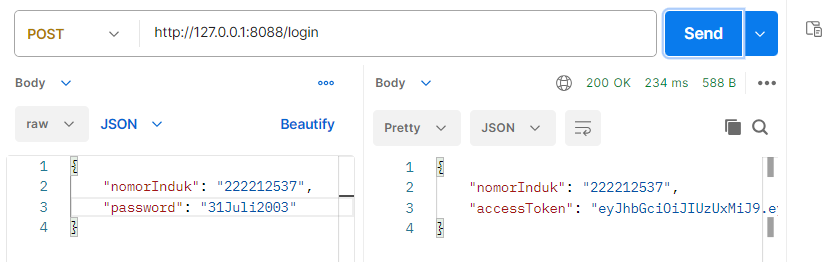 POST http://127.0.0.1:8088/login Send
Body Body 200 OK 234 ms 588 B
raw JSON Beautify Pretty JSON
1 {
2 "nomorInduk": "222212537",
3 "password": "31Juli2003"
4 }
1 {
2 "nomorInduk": "222212537",
3 "accessToken": "eyJhbGciOiJIUzUxMiJ9.ey
4 }